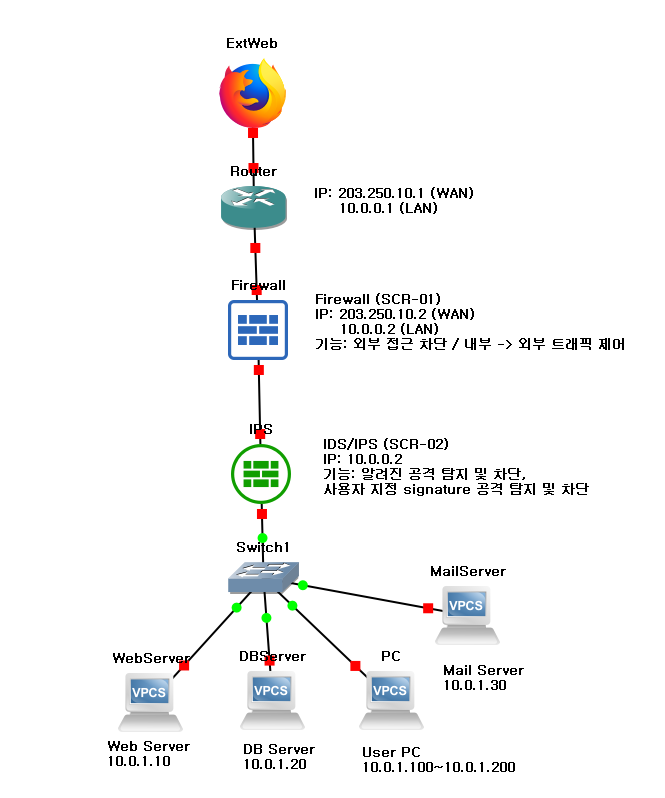 ExtWeb
Router
IP: 203.250.10.1 (WAN)
10.0.0.1 (LAN)
Firewall
Firewall (SCR-01)
IP: 203.250.10.2 (WAN)
10.0.0.2 (LAN)
기능: 외부 접근 차단 / 내부 -> 외부 트래픽 제어
IPS
IDS/IPS (SCR-02)
IP: 10.0.0.2
기능: 알려진 공격 탐지 및 차단,
사용자 지정 signature 공격 탐지 및 차단
Switch1
MailServer
VPCS
Mail Server
10.0.1.30
WebServer
VPCS
Web Server
10.0.1.10
DBServer
VPCS
DB Server
10.0.1.20
PC
VPCS
User PC
10.0.1.100~10.0.1.200